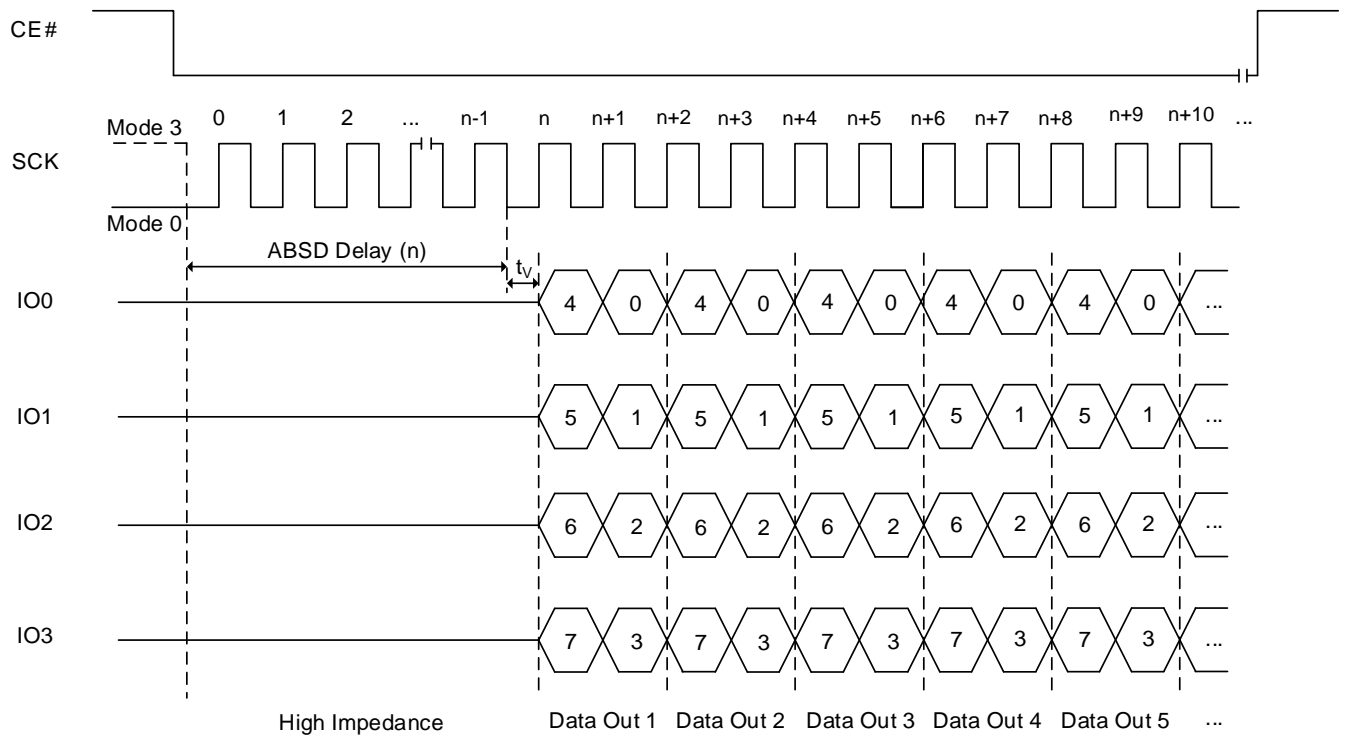 CE#
0 1 2 ... n-1 n n+1 n+2 n+3 n+4 n+5 n+6 n+7 n+8 n+9 n+10 ...
Mode 3
SCK
Mode 0
ABSD Delay (n)
tV
IO0 4 0 4 0 4 0 4 0 4 0 ...
IO1 5 1 5 1 5 1 5 1 5 1 ...
IO2 6 2 6 2 6 2 6 2 6 2 ...
IO3 7 3 7 3 7 3 7 3 7 3 ...
High Impedance Data Out 1 Data Out 2 Data Out 3 Data Out 4 Data Out 5 ...